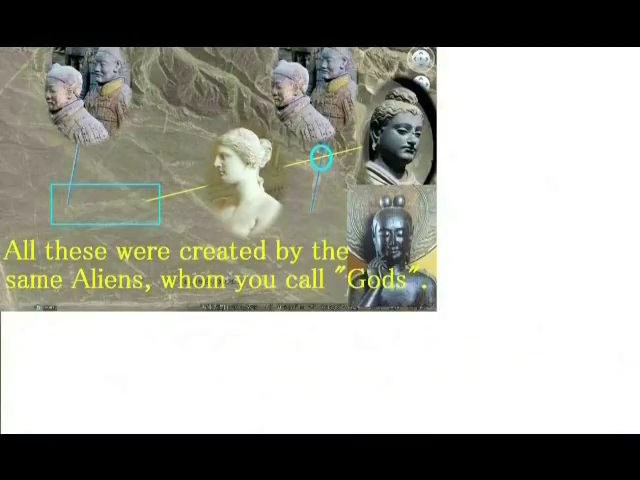 All these were created by the
same Aliens, whom you call "Gods".